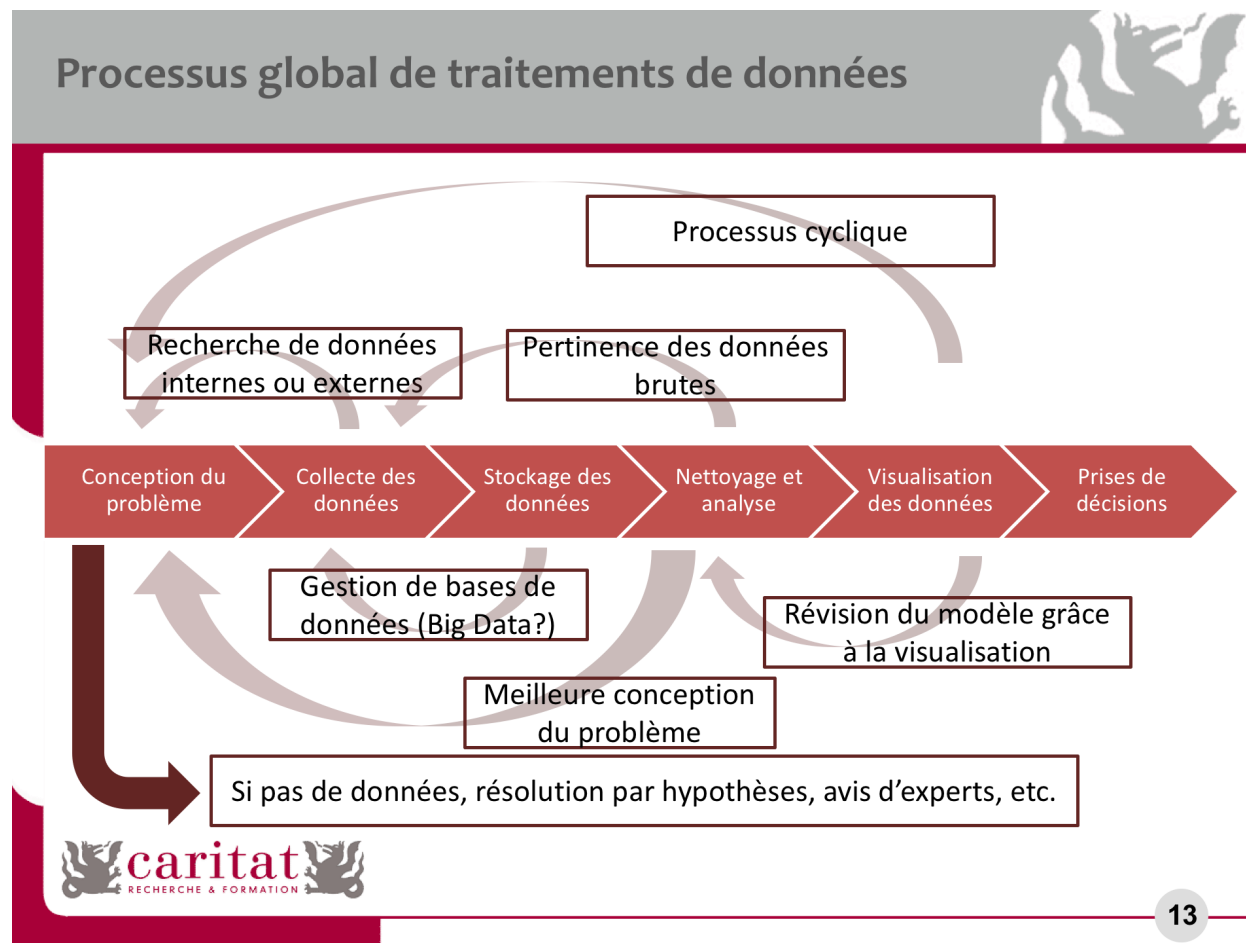 Processus global de traitements de données
Processus cyclique
Recherche de données
internes ou externes
Pertinence des données
brutes
Conception du
problème
Collecte des
données
Stockage des
données
Nettoyage et
analyse
Visualisation
des données
Prises de
décisions
Gestion de bases de
données (Big Data?)
Révision du modèle grâce
à la visualisation
Meilleure conception
du problème
Si pas de données, résolution par hypothèses, avis d’experts, etc.
caritat
RECHERCHE & FORMATION
13